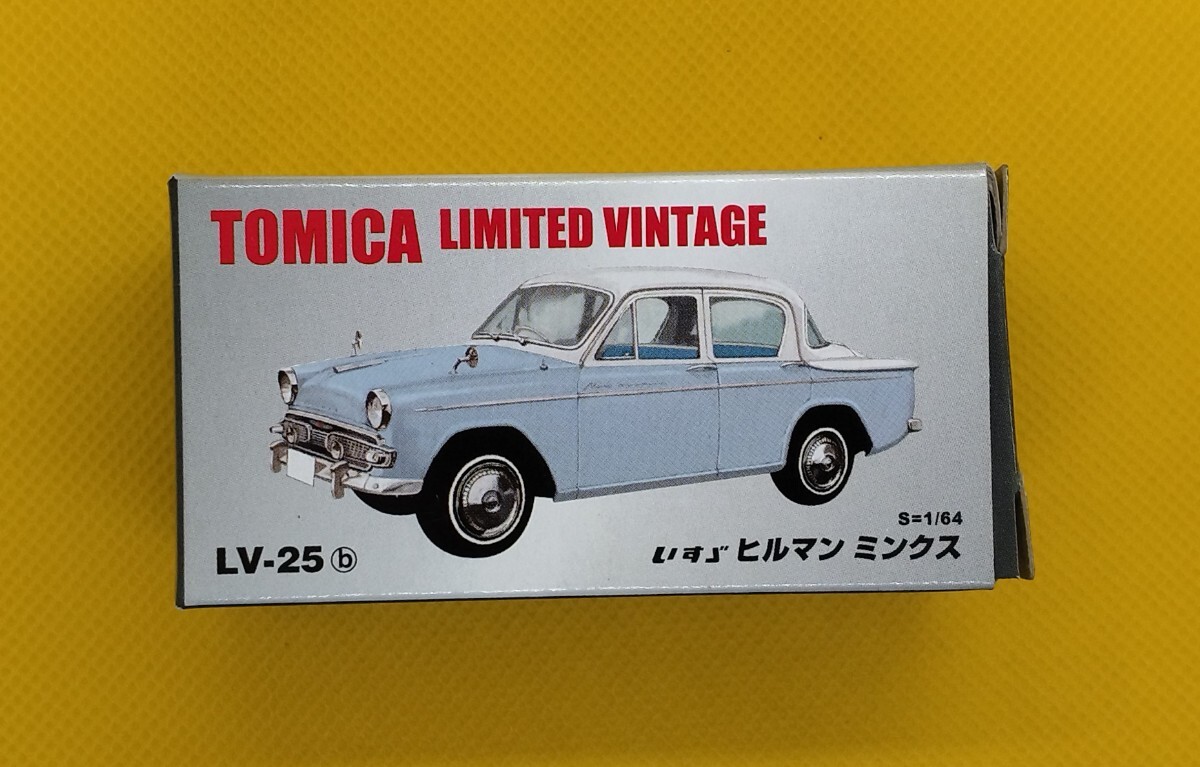 TOMICA LIMITED VINTAGE
S=1/64
LV-25 ⓑ いすゞ ヒルマン ミンクス